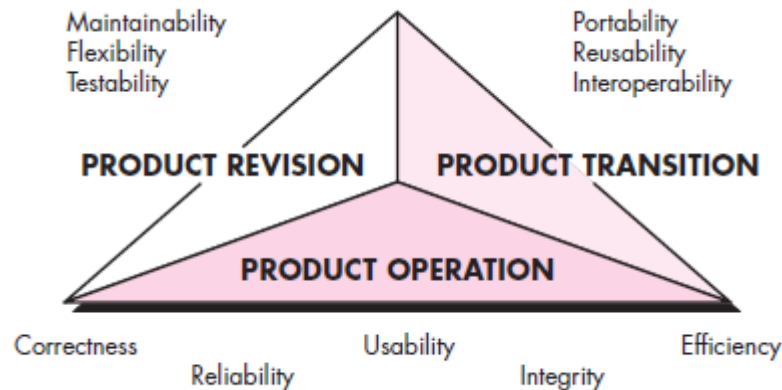 Maintainability
Flexibility
Testability
Portability
Reusability
Interoperability
PRODUCT REVISION
PRODUCT TRANSITION
PRODUCT OPERATION
Correctness
Usability
Efficiency
Reliability
Integrity